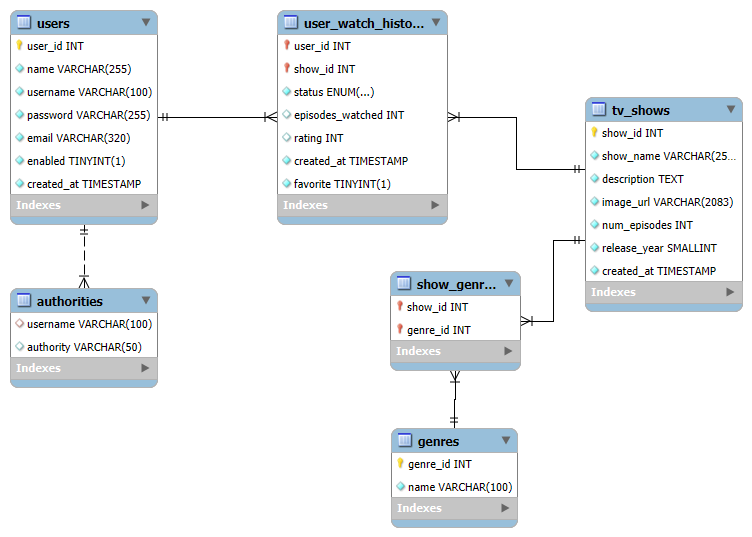 users
user_id INT
name VARCHAR(255)
username VARCHAR(100)
password VARCHAR(255)
email VARCHAR(320)
enabled TINYINT(1)
created_at TIMESTAMP
Indexes
user_watch_histo...
user_id INT
show_id INT
status ENUM(...)
episodes_watched INT
rating INT
created_at TIMESTAMP
favorite TINYINT(1)
Indexes
tv_shows
show_id INT
show_name VARCHAR(25...
description TEXT
image_url VARCHAR(2083)
num_episodes INT
release_year SMALLINT
created_at TIMESTAMP
Indexes
authorities
username VARCHAR(100)
authority VARCHAR(50)
Indexes
show_genr...
show_id INT
genre_id INT
Indexes
genres
genre_id INT
name VARCHAR(100)
Indexes